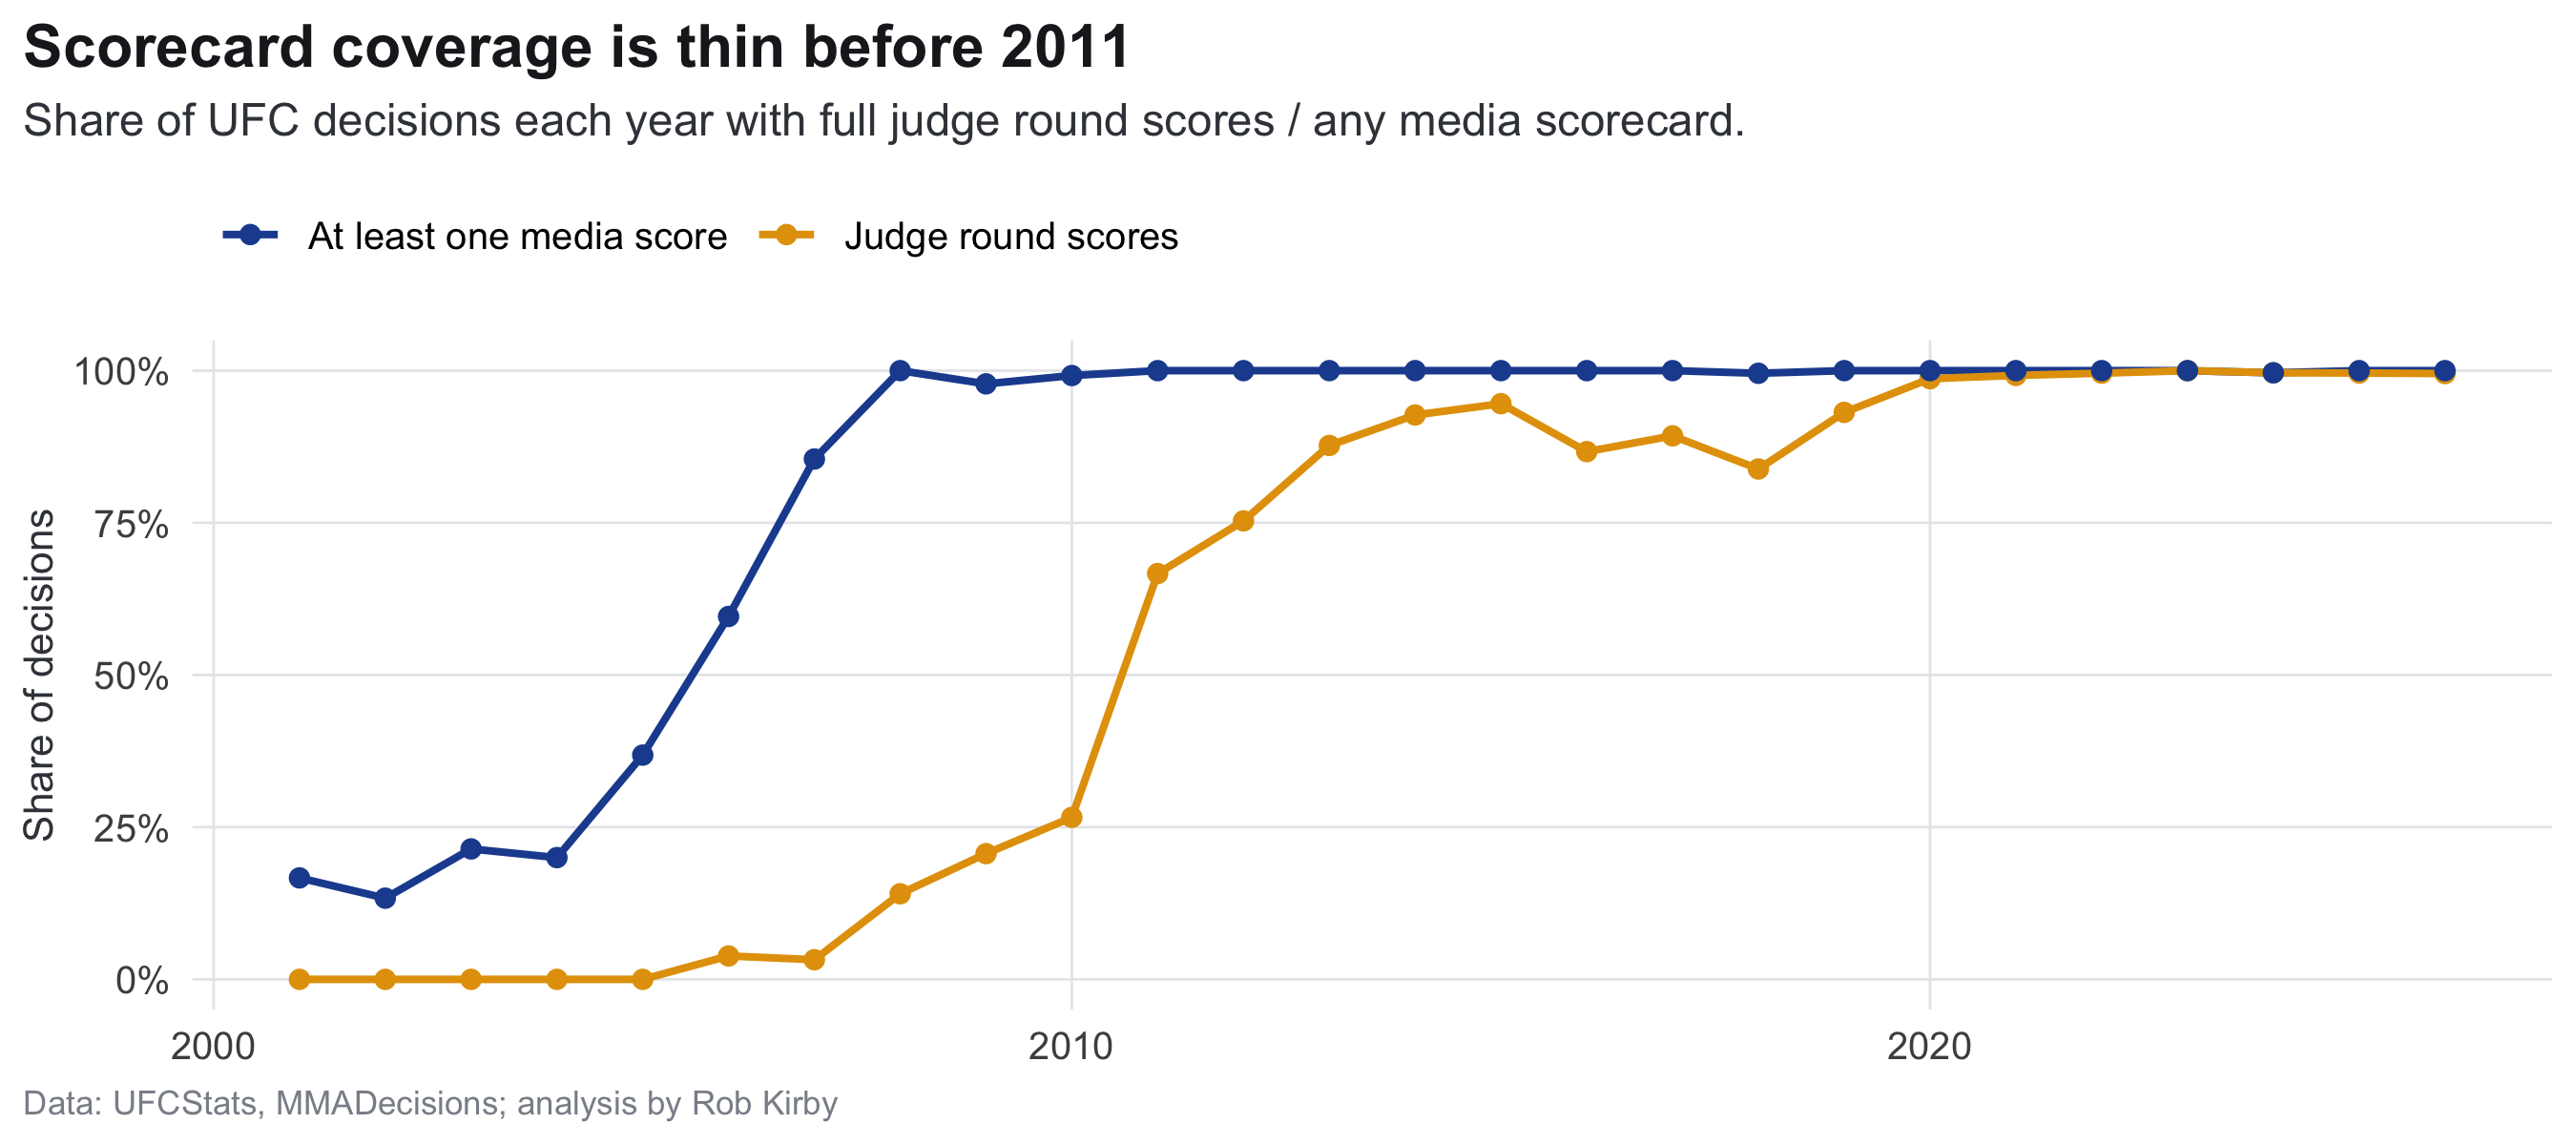 Scorecard coverage is thin before 2011
Share of UFC decisions each year with full judge round scores / any media scorecard.
At least one media score
Judge round scores
100%
75%
50%
25%
0%
Share of decisions
2000
2010
2020
Data: UFCStats, MMADecisions; analysis by Rob Kirby